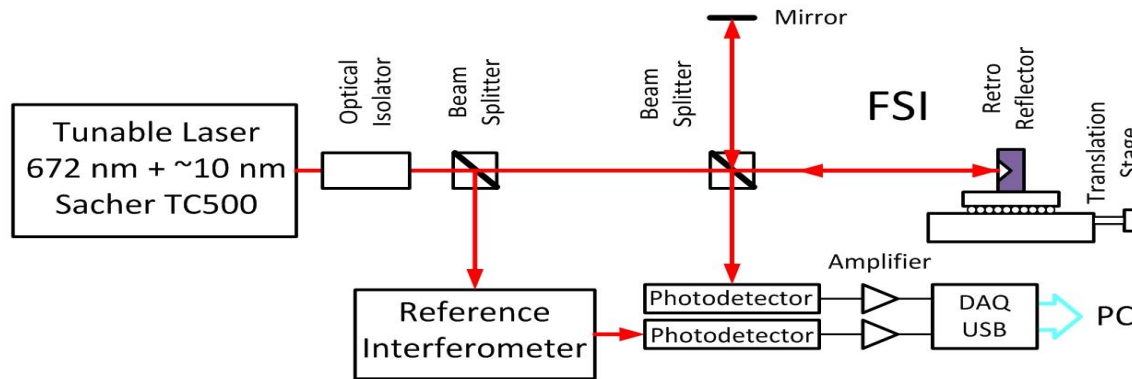 Mirror
Optical
Isolator
Beam
Splitter
Beam
Splitter
FSI
Retro
Reflector
Translation
Stage
Tunable Laser
672 nm + ~10 nm
Sacher TC500
Amplifier
Reference
Interferometer
Photodetector
Photodetector
DAQ
USB
PC